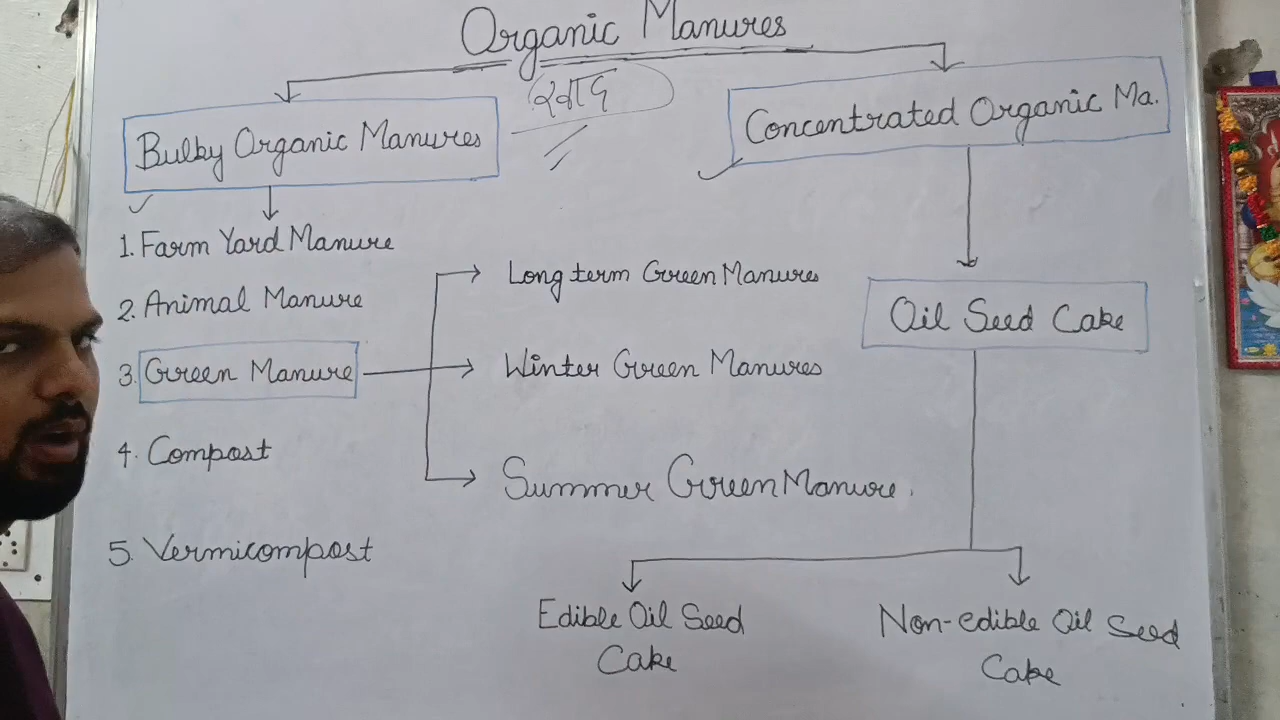 Organic Manures
खाद
Bulky Organic Manures
Concentrated Organic Ma.
1. Farm Yard Manure
2. Animal Manure
3. Green Manure
4. Compost
5. Vermicompost
Long term Green Manures
Winter Green Manures
Summer Green Manure.
Oil Seed Cake
Edible Oil Seed
Cake
Non-edible Oil Seed
Cake